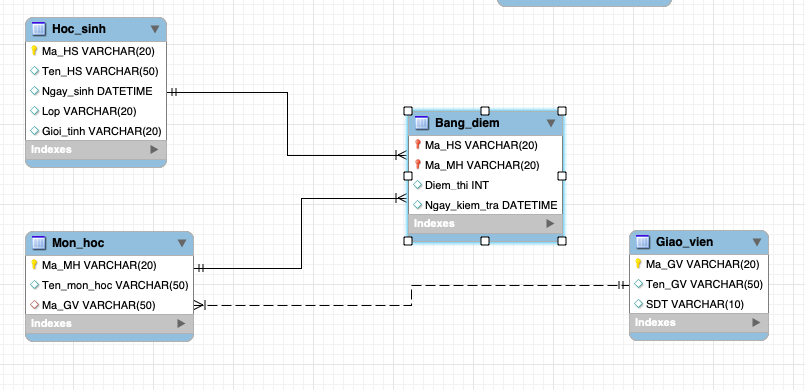 Hoc_sinh
Ma_HS VARCHAR(20)
Ten_HS VARCHAR(50)
Ngay_sinh DATETIME
Lop VARCHAR(20)
Gioi_tinh VARCHAR(20)
Indexes
Bang_diem
Ma_HS VARCHAR(20)
Ma_MH VARCHAR(20)
Diem_thi INT
Ngay_kiem_tra DATETIME
Indexes
Mon_hoc
Ma_MH VARCHAR(20)
Ten_mon_hoc VARCHAR(50)
Ma_GV VARCHAR(50)
Indexes
Giao_vien
Ma_GV VARCHAR(20)
Ten_GV VARCHAR(50)
SDT VARCHAR(10)
Indexes